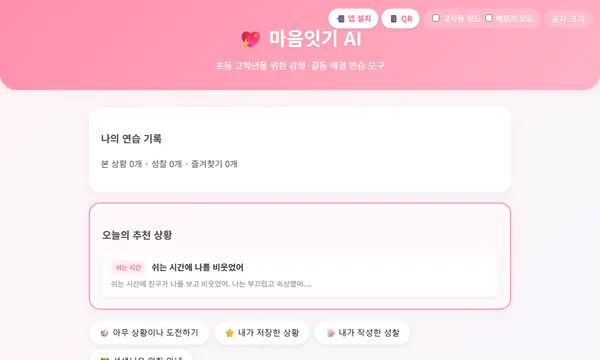 앱 설치
QR
교사용 모드
메모리 모드
글자 크기
마음잇기 AI
초등 고학년을 위한 감정·갈등 해결 연습 도구
나의 연습 기록
본 상황 0개 · 성찰 0개 · 즐겨찾기 0개
오늘의 추천 상황
쉬는 시간 쉬는 시간에 나를 비웃었어
쉬는 시간에 친구가 나를 보고 비웃었어. 나는 부끄럽고 속상했어....
아무 상황이나 도전하기
내가 저장한 상황
내가 작성한 성찰